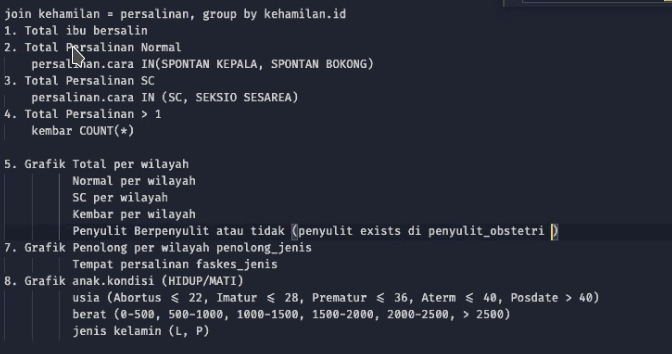 join kehamilan = persalinan, group by kehamilan.id
1. Total ibu bersalin
2. Total Persalinan Normal
persalinan.cara IN(SPONTAN KEPALA, SPONTAN BOKONG)
3. Total Persalinan SC
persalinan.cara IN (SC, SEKSIO SESAREA)
4. Total Persalinan > 1
kembar COUNT(*)
5. Grafik Total per wilayah
Normal per wilayah
SC per wilayah
Kembar per wilayah
Penyulit Berpenyulit atau tidak (penyulit exists di penyulit_obstetri )
7. Grafik Penolong per wilayah penolong_jenis
Tempat persalinan faskes_jenis
8. Grafik anak.kondisi (HIDUP/MATI)
usia (Abortus ⩽ 22, Imatur ⩽ 28, Prematur ⩽ 36, Aterm ⩽ 40, Posdate > 40)
berat (0-500, 500-1000, 1000-1500, 1500-2000, 2000-2500, > 2500)
jenis kelamin (L, P)